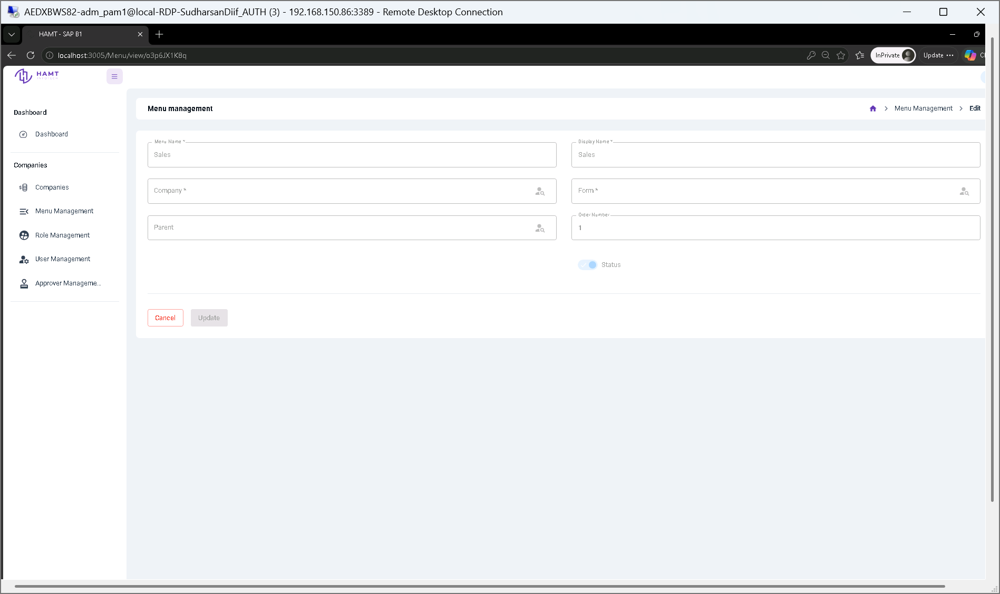 AEDXBWS82-adm_pam1@local-RDP-SudharsanDiif_AUTH (3) - 192.168.150.86:3389 - Remote Desktop Connection
HAMT - SAP B1
localhost:3005/Menu/view/o3p6JX1K8q
InPrivate
Update
HAMT
INFOTECH
Dashboard
Dashboard
Companies
Companies
Menu Management
Role Management
User Management
Approver Manageme...
Menu management
Menu Management
Edit
Menu Name *
Sales
Display Name *
Sales
Company *
Form *
Parent
Order Number
1
Status
Cancel
Update